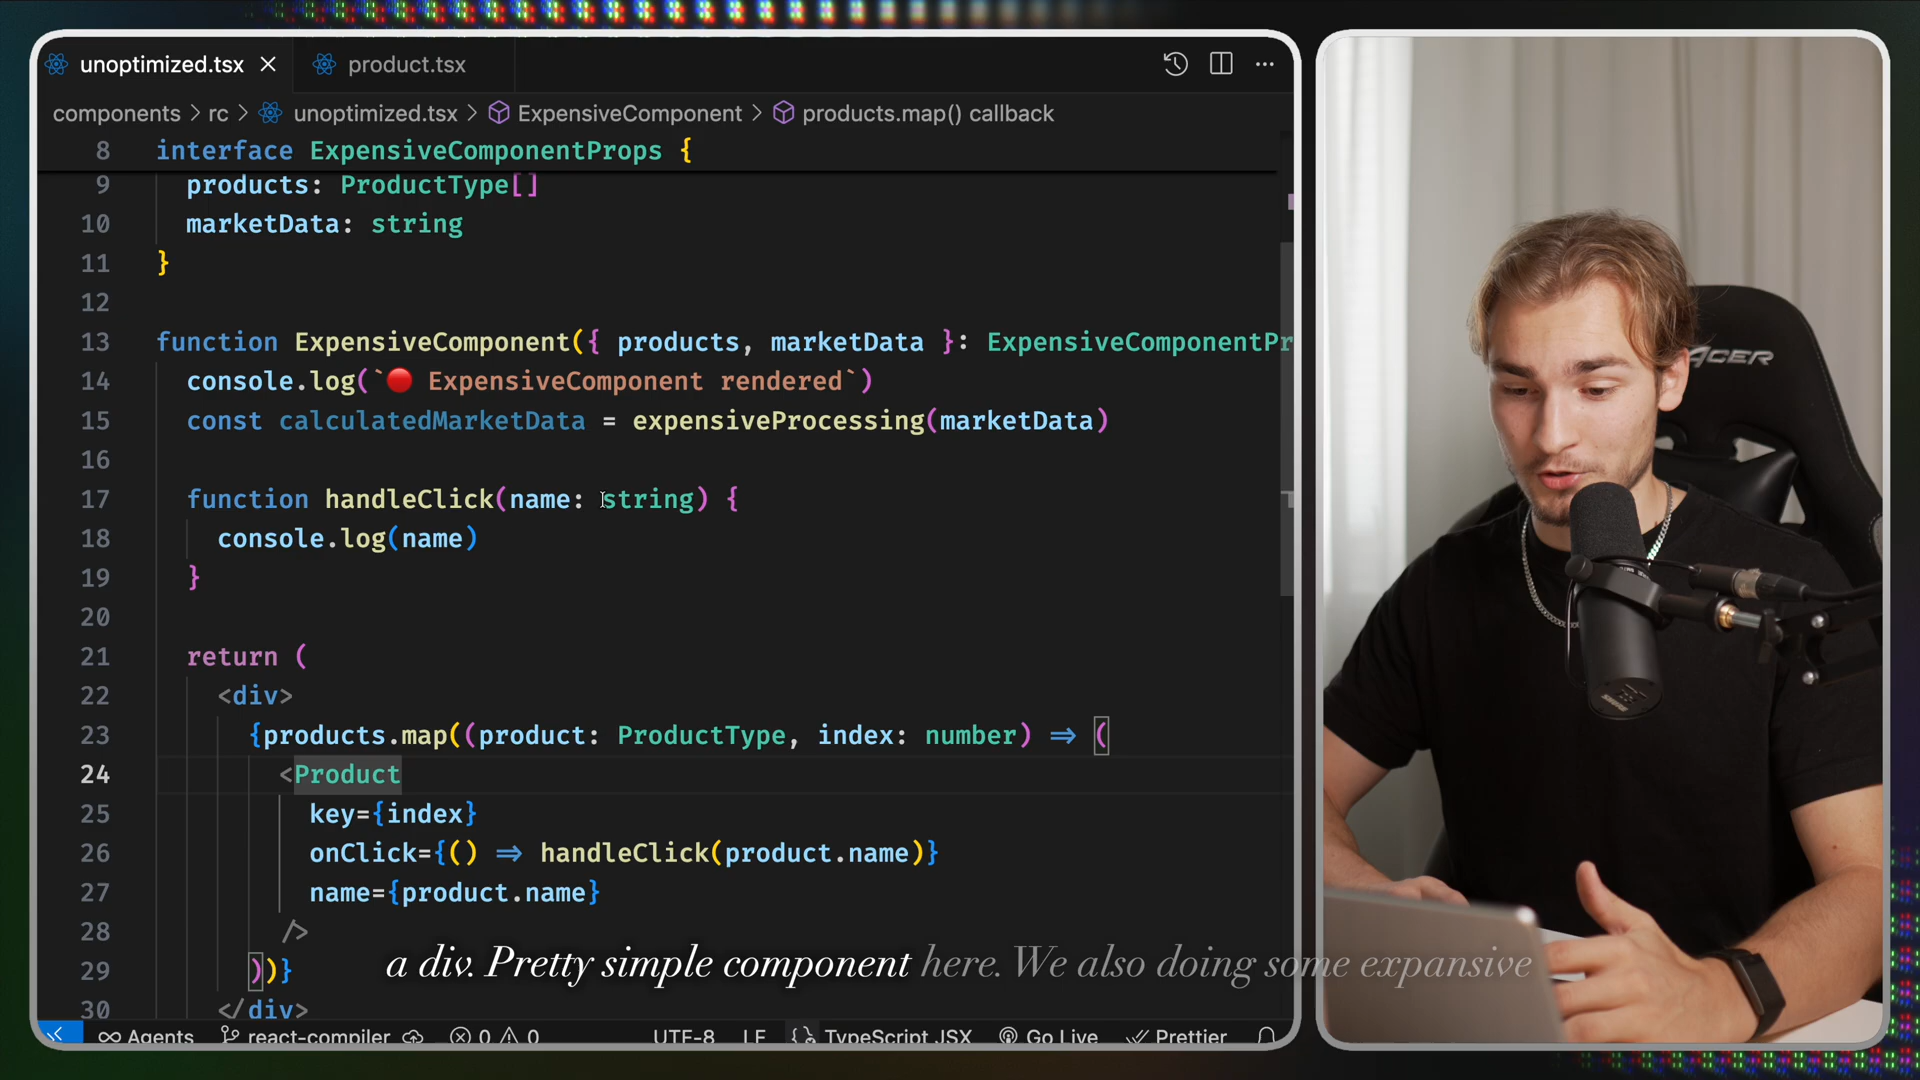 unoptimized.tsx
product.tsx
components > rc > unoptimized.tsx > ExpensiveComponent > products.map() callback
8 interface ExpensiveComponentProps {
9 products: ProductType[]
10 marketData: string
11 }
12
13 function ExpensiveComponent({ products, marketData }: ExpensiveComponentPr
14 console.log(`🔴 ExpensiveComponent rendered`)
15 const calculatedMarketData = expensiveProcessing(marketData)
16
17 function handleClick(name: string) {
18 console.log(name)
19 }
20
21 return (
22 <div>
23 {products.map((product: ProductType, index: number) ⇒ (
24 <Product
25 key={index}
26 onClick={() ⇒ handleClick(product.name)}
27 name={product.name}
28 />
29 ))}
30 </div>
a div. Pretty simple component here. We also doing some expansive
Agents react-compiler 0 0 UTF-8 LF TypeScript JSX Go Live Prettier
ACER